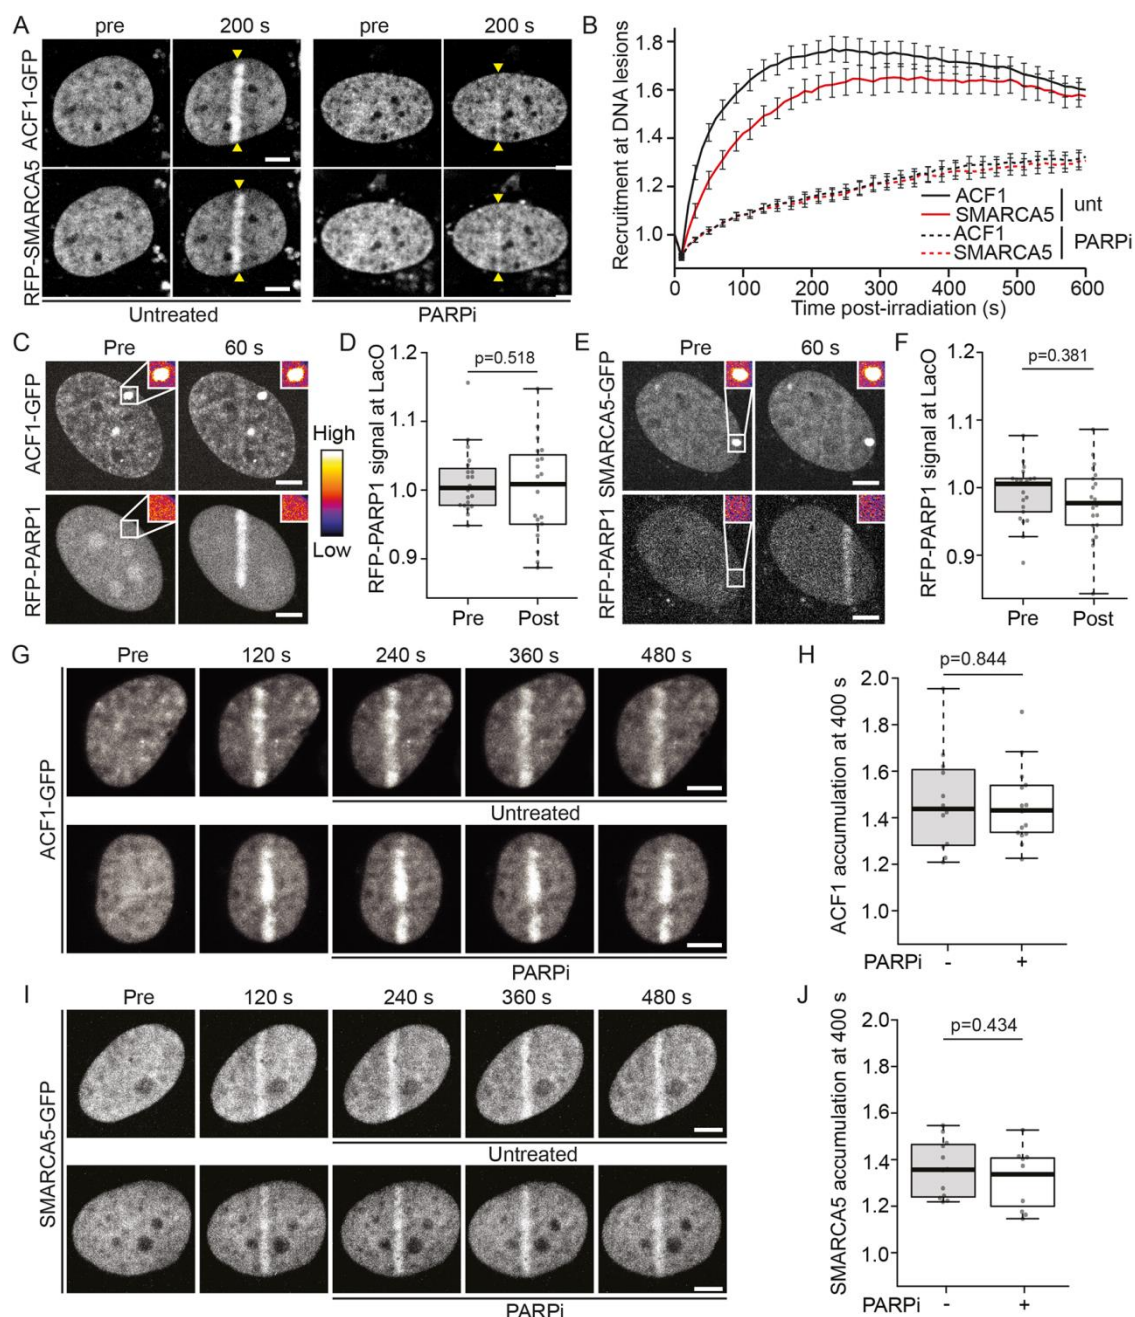 A
pre
200 s
pre
200 s
ACF1-GFP
RFP-SMARCA5
Untreated
PARPi
B
Recruitment at DNA lesions
1.8
1.6
1.4
1.2
1.0
0
100
200
300
400
500
600
Time post-irradiation (s)
ACF1
SMARCA5
unt
ACF1
SMARCA5
PARPi
C
Pre
60 s
ACF1-GFP
RFP-PARP1
High
Low
D
p=0.518
RFP-PARP1 signal at LacO
1.2
1.1
1.0
0.9
Pre
Post
E
Pre
60 s
SMARCA5-GFP
RFP-PARP1
F
p=0.381
RFP-PARP1 signal at LacO
1.2
1.1
1.0
0.9
Pre
Post
G
Pre
120 s
240 s
360 s
480 s
ACF1-GFP
Untreated
PARPi
H
p=0.844
ACF1 accumulation at 400 s
2.0
1.8
1.6
1.4
1.2
1.0
PARPi
-
+
I
Pre
120 s
240 s
360 s
480 s
SMARCA5-GFP
Untreated
PARPi
J
p=0.434
SMARCA5 accumulation at 400 s
2.0
1.8
1.6
1.4
1.2
1.0
PARPi
-
+